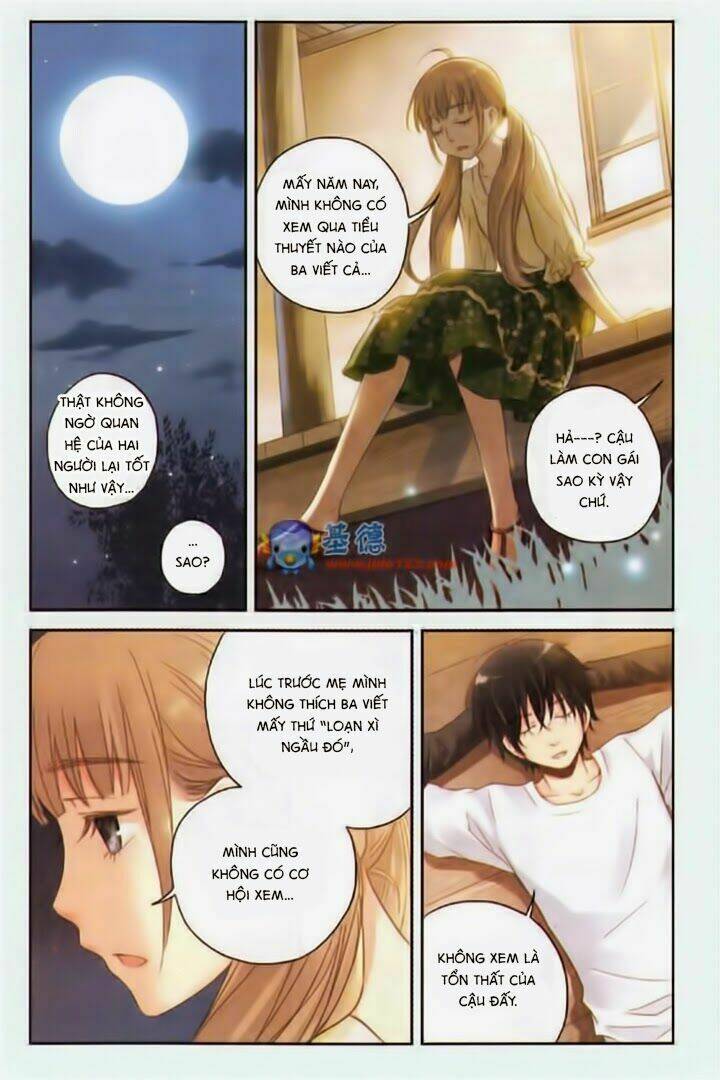 THẬT KHÔNG
NGỜ QUAN
HỆ CỦA HAI
NGƯỜI LẠI TỐT
NHƯ VẬY...
...
SAO?
MẤY NĂM NAY,
MÌNH KHÔNG CÓ
XEM QUA TIỂU
THUYẾT NÀO CỦA
BA VIẾT CẢ...
HẢ---? CẬU
LÀM CON GÁI
SAO KỲ VẬY
CHỨ.
基德
LÚC TRƯỚC MẸ MÌNH
KHÔNG THÍCH BA VIẾT
MẤY THỨ "LOẠN XÌ
NGẦU ĐÓ",
MÌNH CŨNG
KHÔNG CÓ CƠ
HỘI XEM...
KHÔNG XEM LÀ
TỔN THẤT CỦA
CẬU ĐẤY.